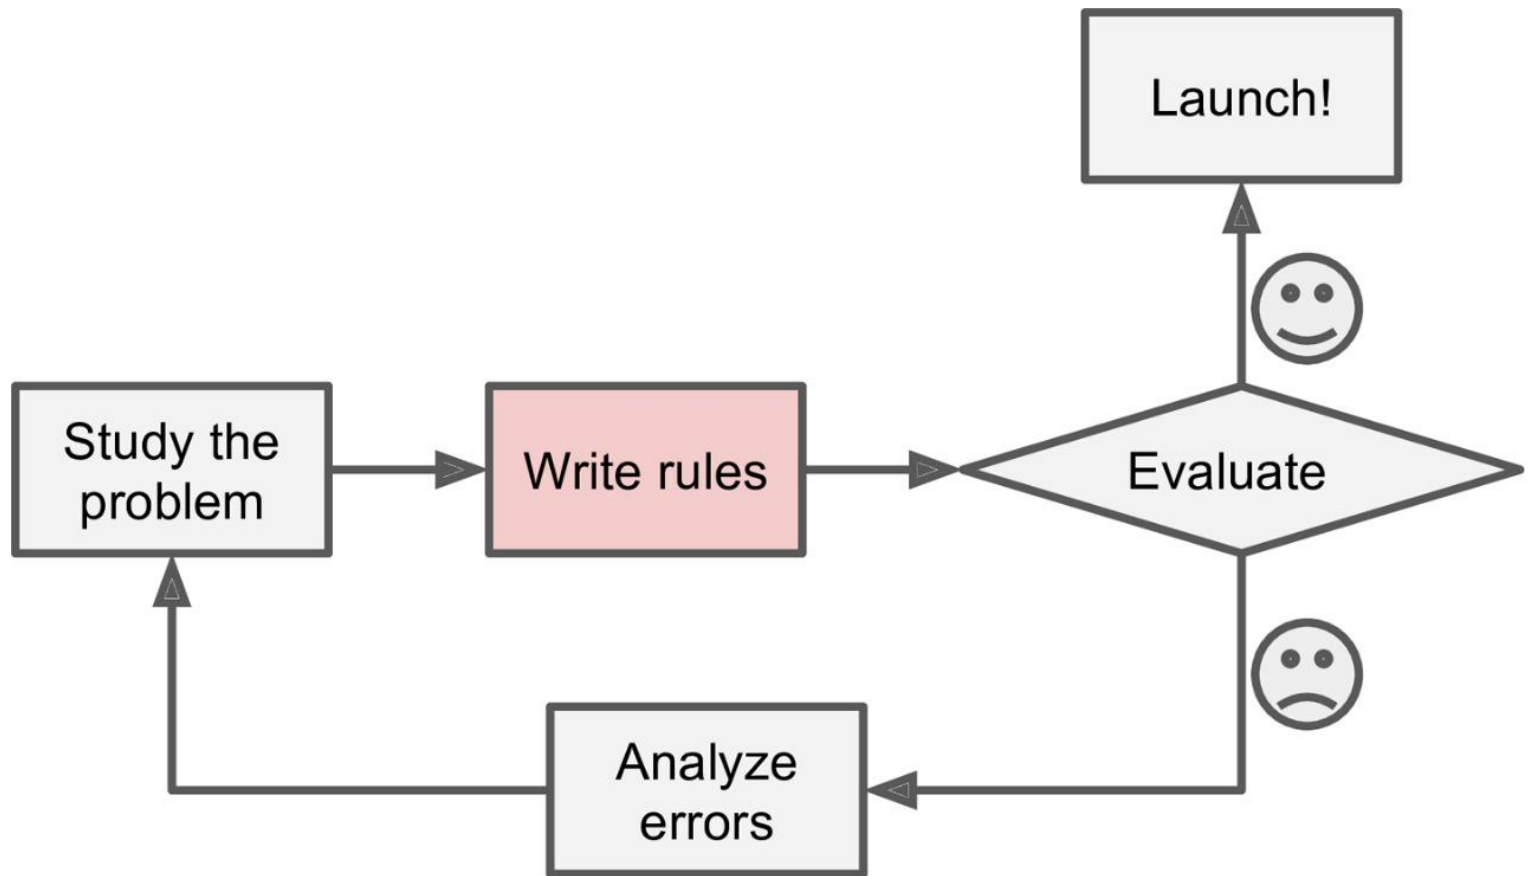 Launch!
Study the
problem
Write rules
Evaluate
Analyze
errors